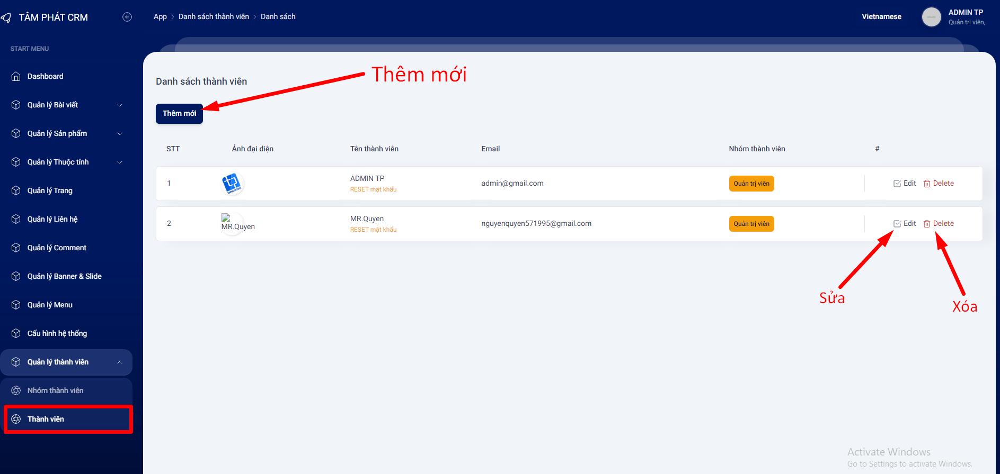 TÂM PHÁT CRM
App > Danh sách thành viên > Danh sách
Vietnamese
ADMIN TP
Quản trị viên,
START MENU
Dashboard
Quản lý Bài viết
Quản lý Sản phẩm
Quản lý Thuộc tính
Quản lý Trang
Quản lý Liên hệ
Quản lý Comment
Quản lý Banner & Slide
Quản lý Menu
Cấu hình hệ thống
Quản lý thành viên
Nhóm thành viên
Thành viên
Danh sách thành viên
Thêm mới
Thêm mới
STT Ảnh đại diện Tên thành viên Email Nhóm thành viên #
1 ADMIN TP admin@gmail.com Quản trị viên Edit Delete
RESET mật khẩu
2 MR.Quyen MR.Quyen nguyenquyen571995@gmail.com Quản trị viên Edit Delete
RESET mật khẩu
Sửa
Xóa
Activate Windows
Go to Settings to activate Windows.